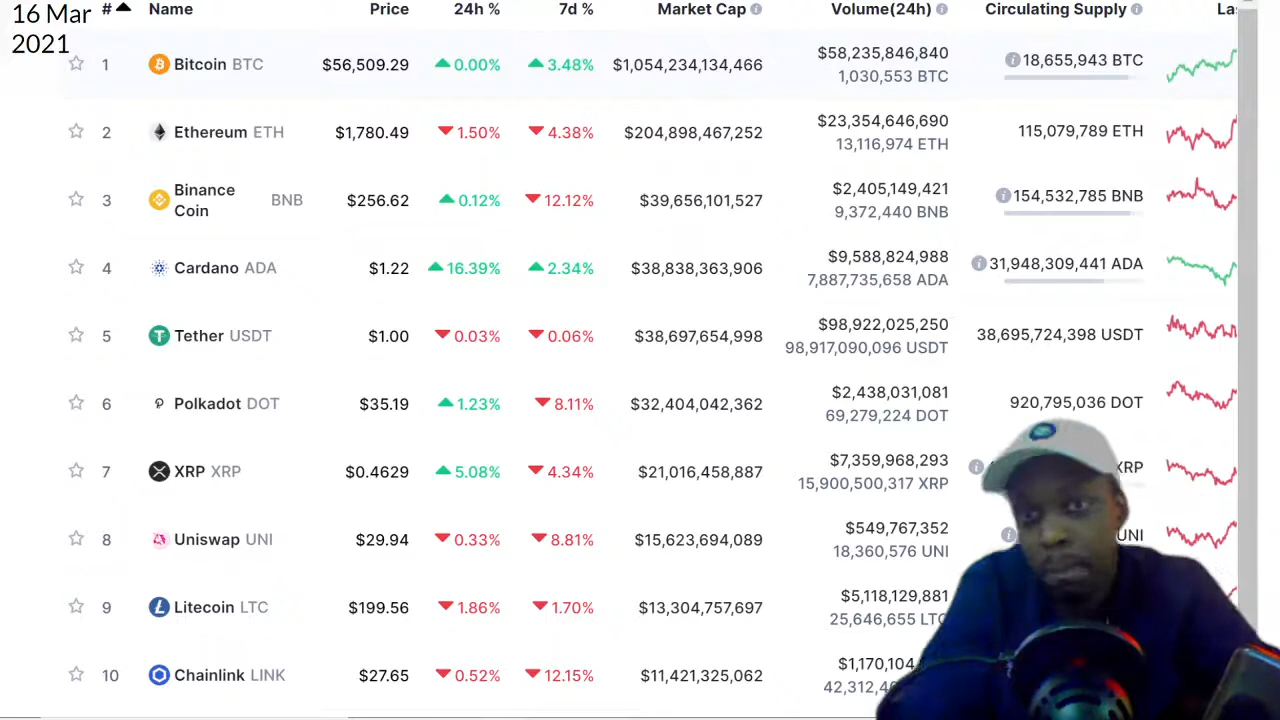 16 Mar
2021
# Name Price 24h % 7d % Market Cap Volume(24h) Circulating Supply
1 Bitcoin BTC $56,509.29 0.00% 3.48% $1,054,234,134,466 $58,235,846,840 18,655,943 BTC
1,030,553 BTC
2 Ethereum ETH $1,780.49 1.50% 4.38% $204,898,467,252 $23,354,646,690 115,079,789 ETH
13,116,974 ETH
3 Binance Coin BNB $256.62 0.12% 12.12% $39,656,101,527 $2,405,149,421 154,532,785 BNB
9,372,440 BNB
4 Cardano ADA $1.22 16.39% 2.34% $38,838,363,906 $9,588,824,988 31,948,309,441 ADA
7,887,735,658 ADA
5 Tether USDT $1.00 0.03% 0.06% $38,697,654,998 $98,922,025,250 38,695,724,398 USDT
98,917,090,096 USDT
6 Polkadot DOT $35.19 1.23% 8.11% $32,404,042,362 $2,438,031,081 920,795,036 DOT
69,279,224 DOT
7 XRP XRP $0.4629 5.08% 4.34% $21,016,458,887 $7,359,968,293 XRP
15,900,500,317 XRP
8 Uniswap UNI $29.94 0.33% 8.81% $15,623,694,089 $549,767,352 UNI
18,360,576 UNI
9 Litecoin LTC $199.56 1.86% 1.70% $13,304,757,697 $5,118,129,881
25,646,655 LTC
10 Chainlink LINK $27.65 0.52% 12.15% $11,421,325,062